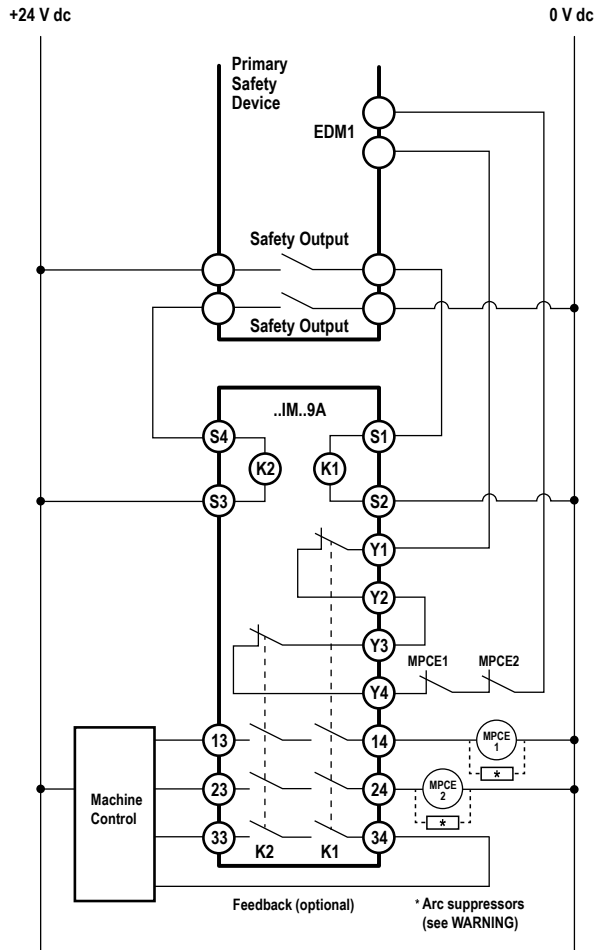 +24 V dc
0 V dc
Primary
Safety
Device
EDM1
Safety Output
Safety Output
..IM..9A
S4
S1
K2
K1
S3
S2
Y1
Y2
Y3
MPCE1
MPCE2
Y4
13
14
MPCE
1
*
23
24
MPCE
2
*
Machine
Control
33
34
K2
K1
Feedback (optional)
* Arc suppressors
(see WARNING)